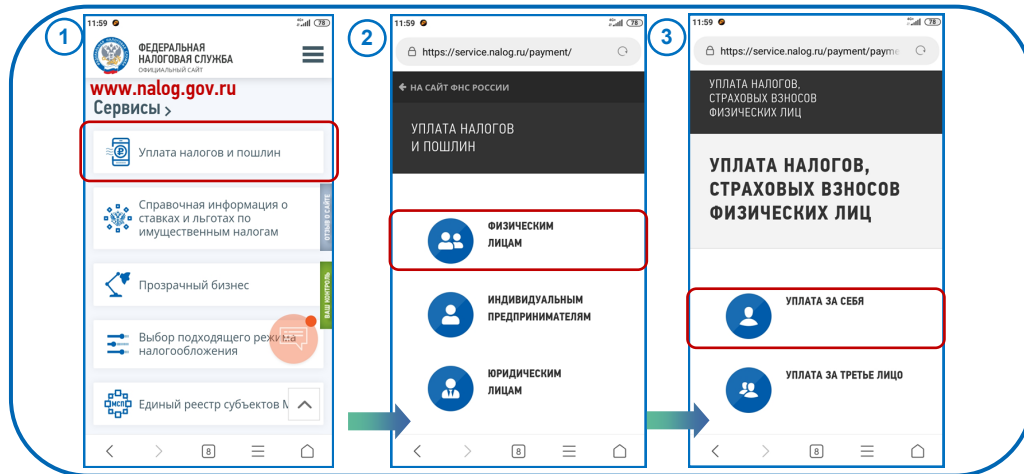 1
11:59
78
ФЕДЕРАЛЬНАЯ
НАЛОГОВАЯ СЛУЖБА
ОФИЦИАЛЬНЫЙ САЙТ
www.nalog.gov.ru
Сервисы >
Уплата налогов и пошлин
Справочная информация о
ставках и льготах по
имущественным налогам
ОТЗЫВ О САЙТЕ
Прозрачный бизнес
ВАШ КОНТРОЛЬ
Выбор подходящего режима
налогообложения
МСП
Единый реестр субъектов М
8
2
11:59
78
https://service.nalog.ru/payment/
НА САЙТ ФНС РОССИИ
УПЛАТА НАЛОГОВ
И ПОШЛИН
ФИЗИЧЕСКИМ
ЛИЦАМ
ИНДИВИДУАЛЬНЫМ
ПРЕДПРИНИМАТЕЛЯМ
ЮРИДИЧЕСКИМ
ЛИЦАМ
8
3
11:59
78
https://service.nalog.ru/payment/payme
УПЛАТА НАЛОГОВ,
СТРАХОВЫХ ВЗНОСОВ
ФИЗИЧЕСКИХ ЛИЦ
УПЛАТА НАЛОГОВ,
СТРАХОВЫХ ВЗНОСОВ
ФИЗИЧЕСКИХ ЛИЦ
УПЛАТА ЗА СЕБЯ
УПЛАТА ЗА ТРЕТЬЕ ЛИЦО
8